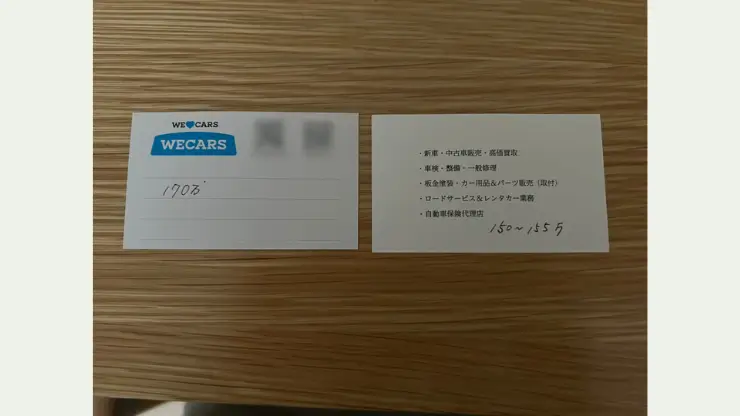 WE CARS
WECARS
170万
・新車・中古車販売・高価買取
・車検・整備・一般修理
・板金塗装・カー用品&パーツ販売(取付)
・ロードサービス&レンタカー業務
・自動車保険代理店
150〜155万